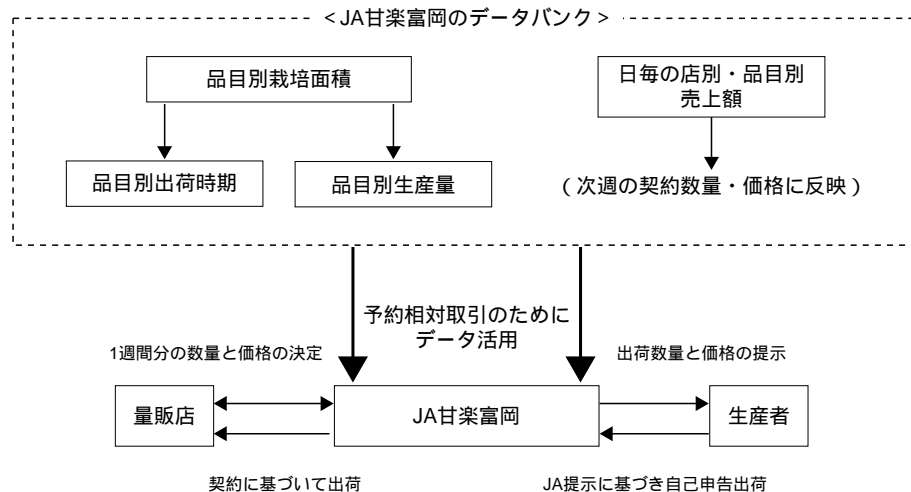 ＜JA甘楽富岡のデータバンク＞
品目別栽培面積
日毎の店別・品目別
売上額
品目別出荷時期
品目別生産量
（次週の契約数量・価格に反映）
予約相対取引のために
データ活用
1週間分の数量と価格の決定
出荷数量と価格の提示
量販店
JA甘楽富岡
生産者
契約に基づいて出荷
JA提示に基づき自己申告出荷